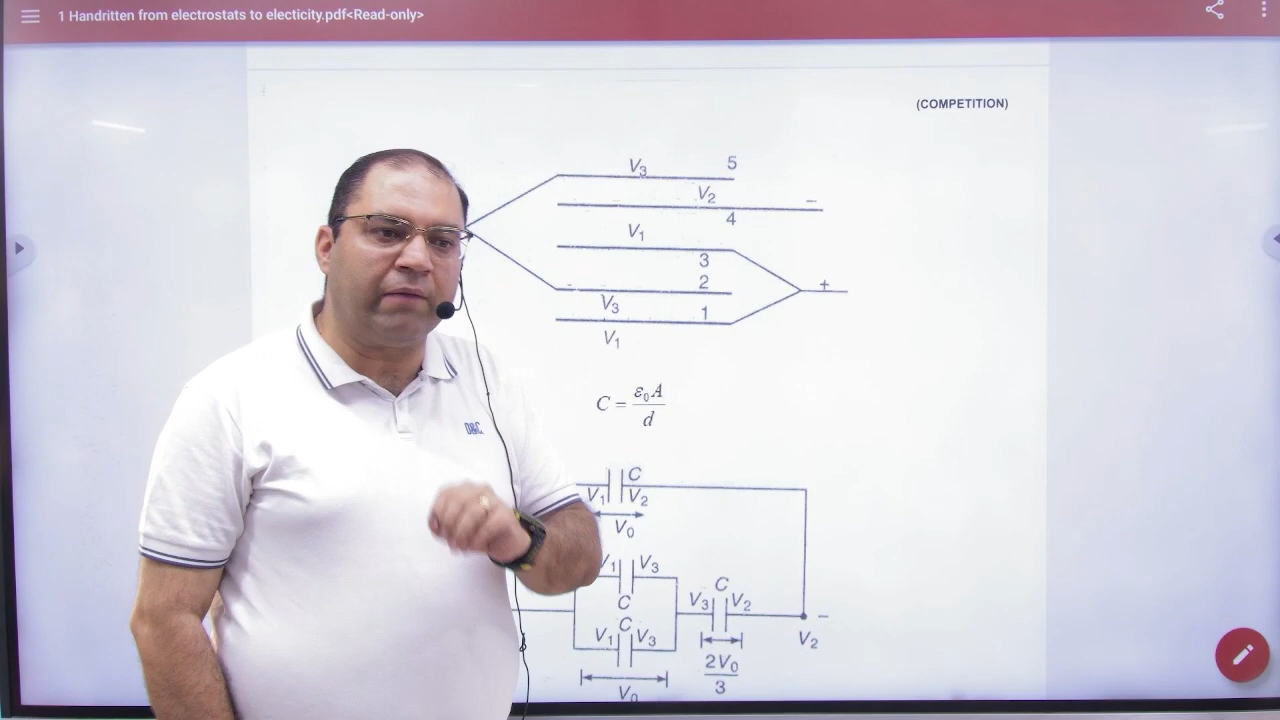 1 Handritten from electrostats to electicity.pdf<Read-only>
(COMPETITION)
V3 5
V2 −
4
V1
3
2 +
V3 1
V1
C = ε0A / d
C
V1 V2
V0
V1 V3
C C
C V3 V2 −
V1 V3 V2
2V0 / 3
V0
D&C